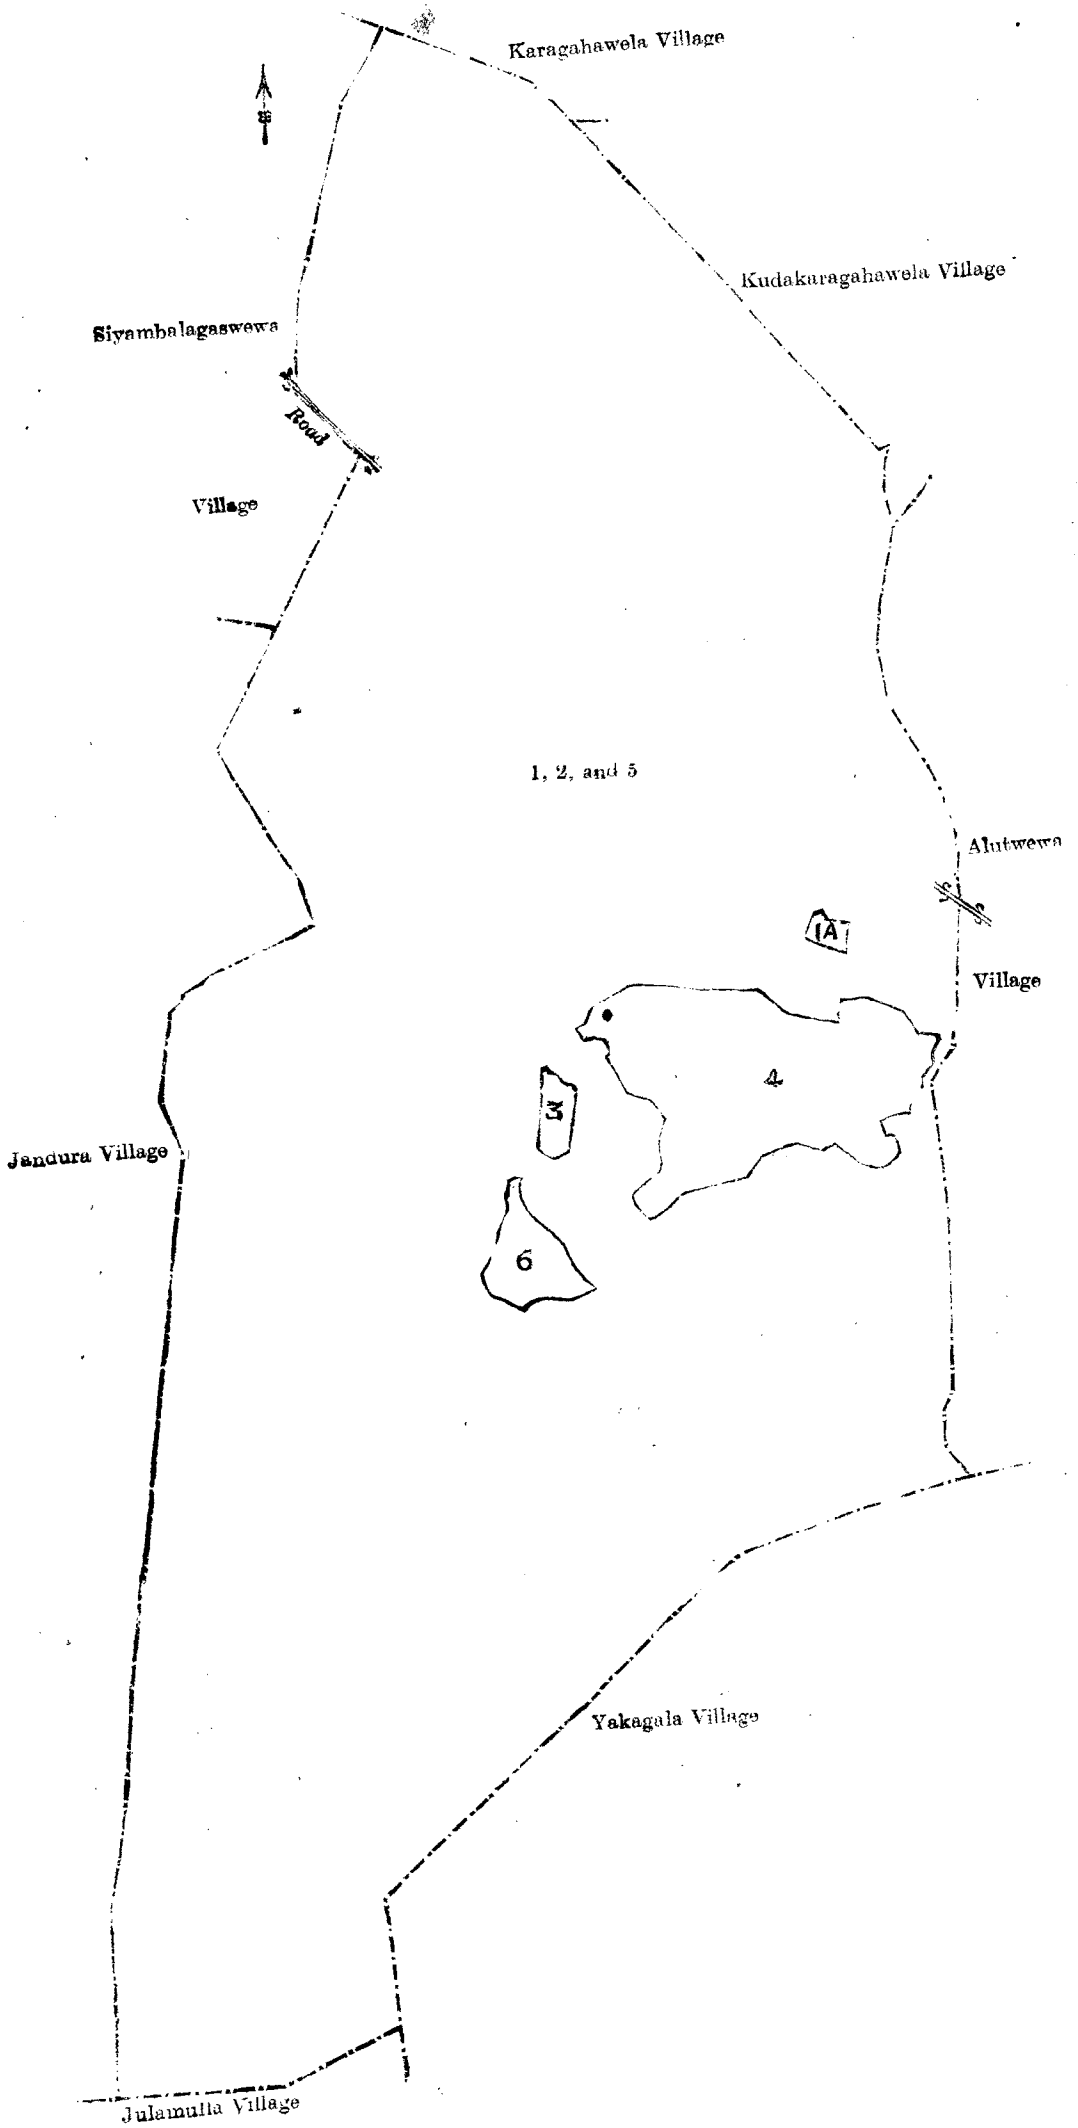 Karagahawela Village
Kudakaragahawela Village
Siyambalagaswewa
Road
Village
1, 2, and 5
Alutwewa
1A
Village
4
3
Jandura Village
6
Yakagala Village
Julamulla Village